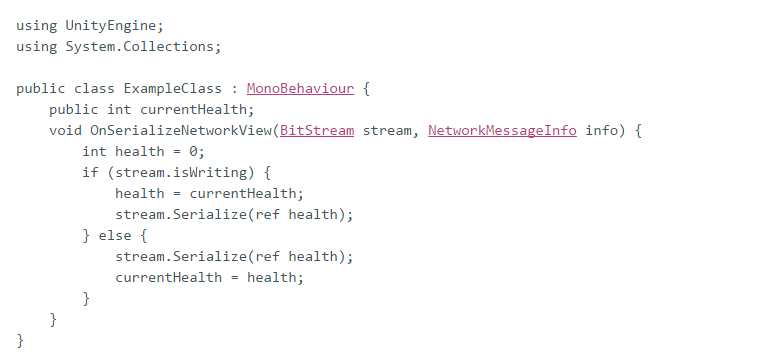 using UnityEngine;
using System.Collections;

public class ExampleClass : MonoBehaviour {
    public int currentHealth;
    void OnSerializeNetworkView(BitStream stream, NetworkMessageInfo info) {
        int health = 0;
        if (stream.isWriting) {
            health = currentHealth;
            stream.Serialize(ref health);
        } else {
            stream.Serialize(ref health);
            currentHealth = health;
        }
    }
}